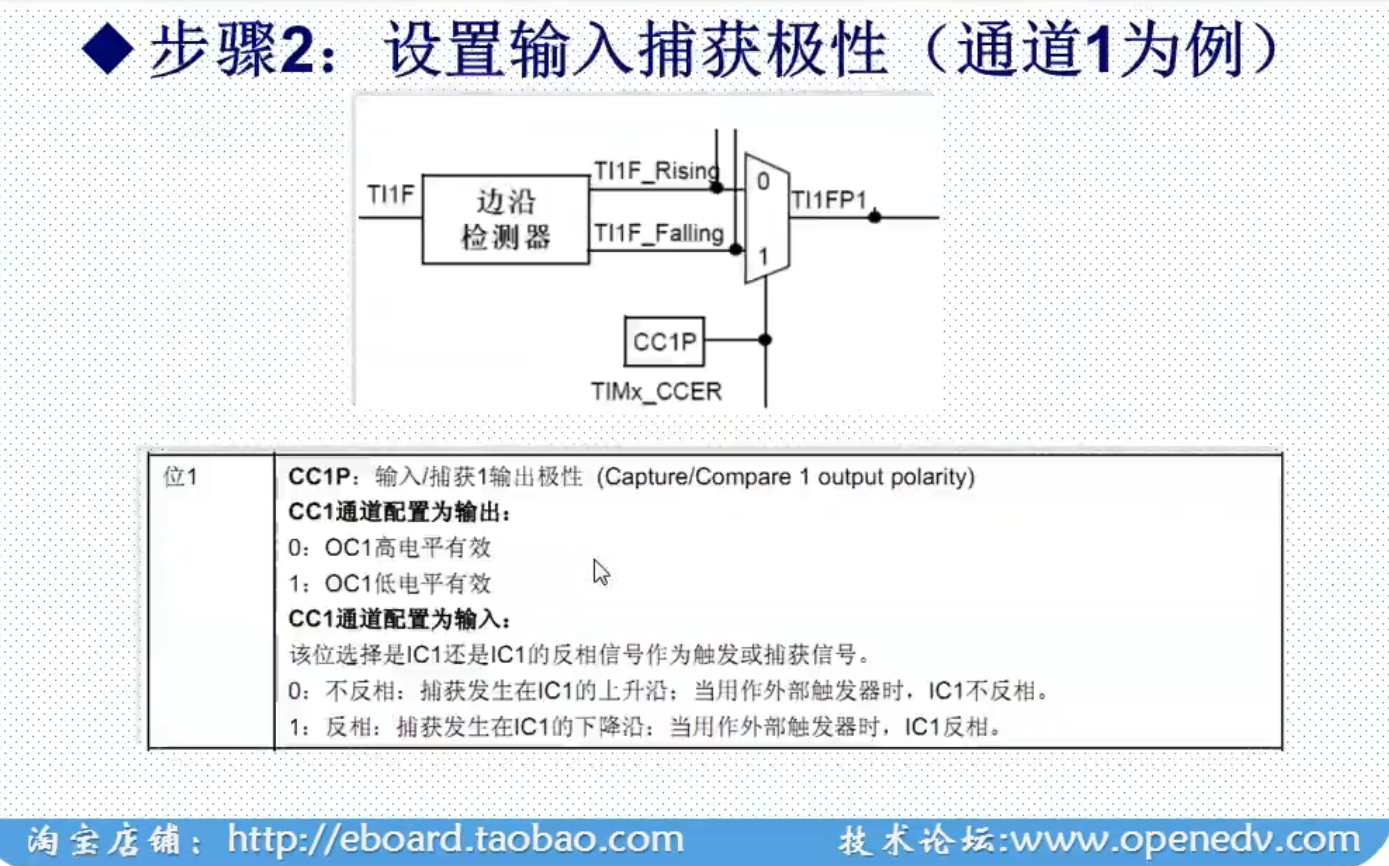 ◆步骤2：设置输入捕获极性（通道1为例）
TI1F
边沿
检测器
TI1F_Rising
TI1F_Falling
0
1
TI1FP1
CC1P
TIMx_CCER
位1
CC1P：输入/捕获1输出极性 (Capture/Compare 1 output polarity)
CC1通道配置为输出：
0：OC1高电平有效
1：OC1低电平有效
CC1通道配置为输入：
该位选择是IC1还是IC1的反相信号作为触发或捕获信号。
0：不反相：捕获发生在IC1的上升沿；当用作外部触发器时，IC1不反相。
1：反相：捕获发生在IC1的下降沿；当用作外部触发器时，IC1反相。
淘宝店铺：http://eboard.taobao.com
技术论坛:www.openedv.com